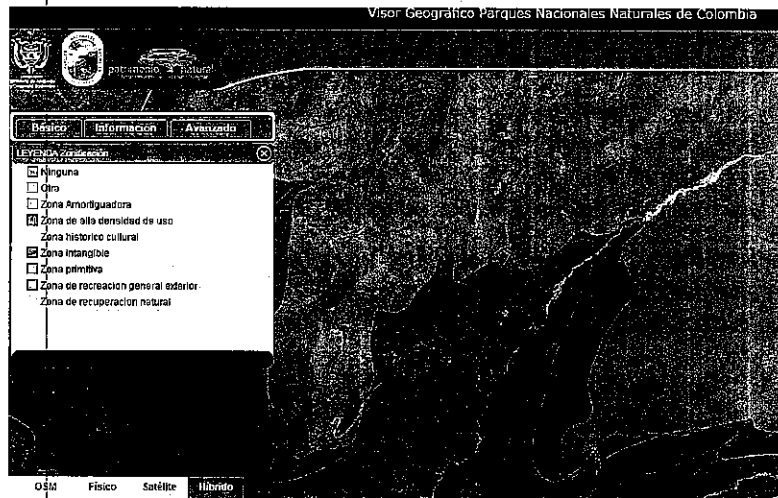 Visor Geográfico Parques Nacionales Naturales de Colombia
patrimonio natural
Básico Información Avanzado
LEYENDA Zonificación
Ninguna
Otra
Zona Amortiguadora
Zona de alta densidad de uso
Zona historico cultural
Zona intangible
Zona primitiva
Zona de recreacion general exterior
Zona de recuperacion natural
OSM Físico Satélite Híbrido